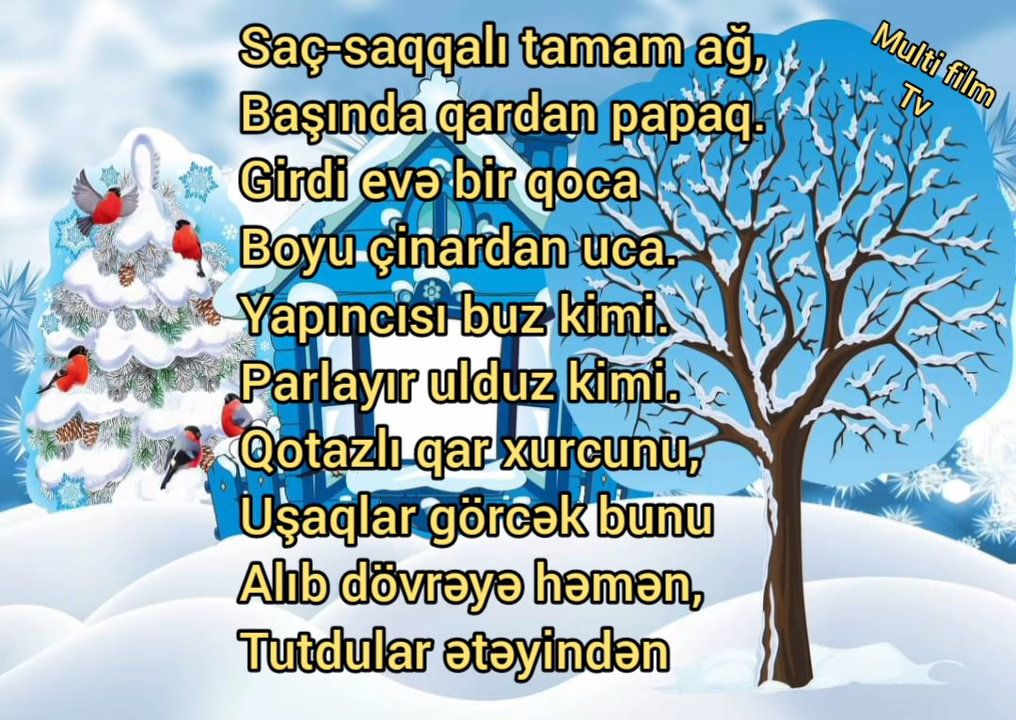 Saç-saqqalı tamam ağ,
Başında qardan papaq.
Girdi evə bir qoca
Boyu çinardan uca.
Yapıncısı buz kimi.
Parlayır ulduz kimi.
Qotazlı qar xurcunu,
Uşaqlar görcək bunu
Alıb dövrəyə həmən,
Tutdular ətəyindən
Multi film
Tv